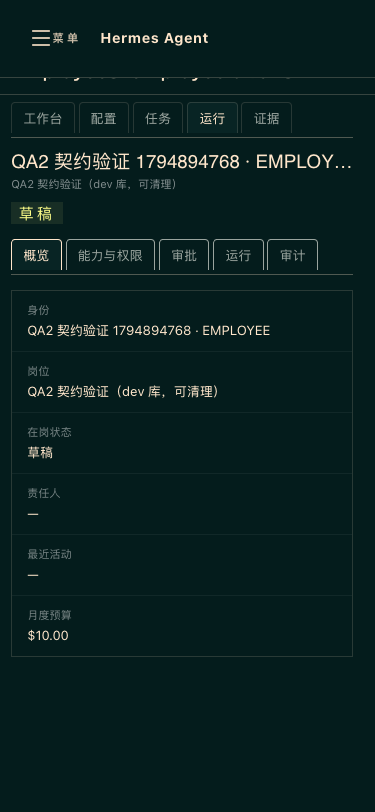 菜单
Hermes Agent
工作台
配置
任务
运行
证据
QA2 契约验证 1794894768 · EMPLOY…
QA2 契约验证（dev 库，可清理）
草稿
概览
能力与权限
审批
运行
审计
身份
QA2 契约验证 1794894768 · EMPLOYEE
岗位
QA2 契约验证（dev 库，可清理）
在岗状态
草稿
责任人
—
最近活动
—
月度预算
$10.00